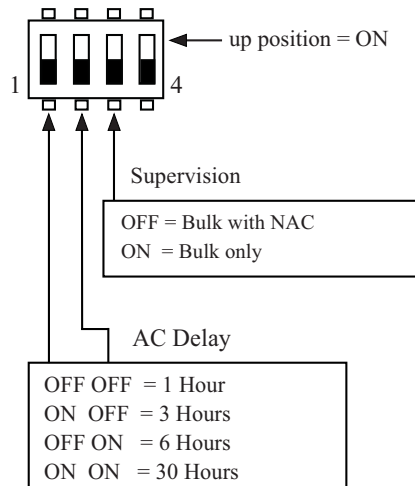 up position = ON
1 4
Supervision
OFF = Bulk with NAC
ON = Bulk only
AC Delay
OFF OFF = 1 Hour
ON OFF = 3 Hours
OFF ON = 6 Hours
ON ON = 30 Hours